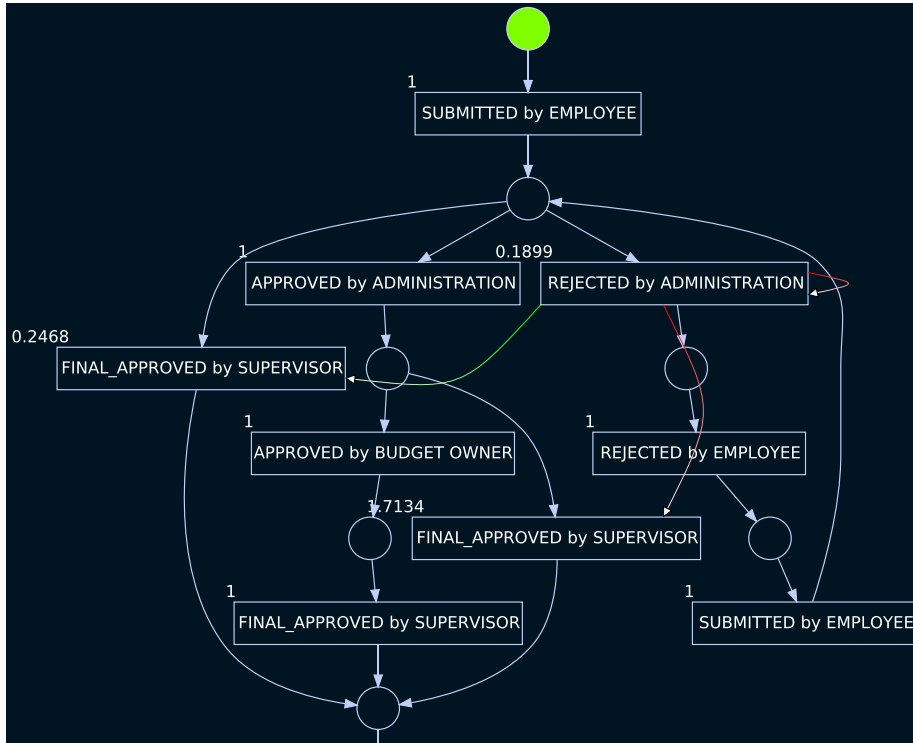 1
SUBMITTED by EMPLOYEE
1
APPROVED by ADMINISTRATION
0.1899
REJECTED by ADMINISTRATION
0.2468
FINAL_APPROVED by SUPERVISOR
1
APPROVED by BUDGET OWNER
1
REJECTED by EMPLOYEE
1.7134
FINAL_APPROVED by SUPERVISOR
1
FINAL_APPROVED by SUPERVISOR
1
SUBMITTED by EMPLOYEE